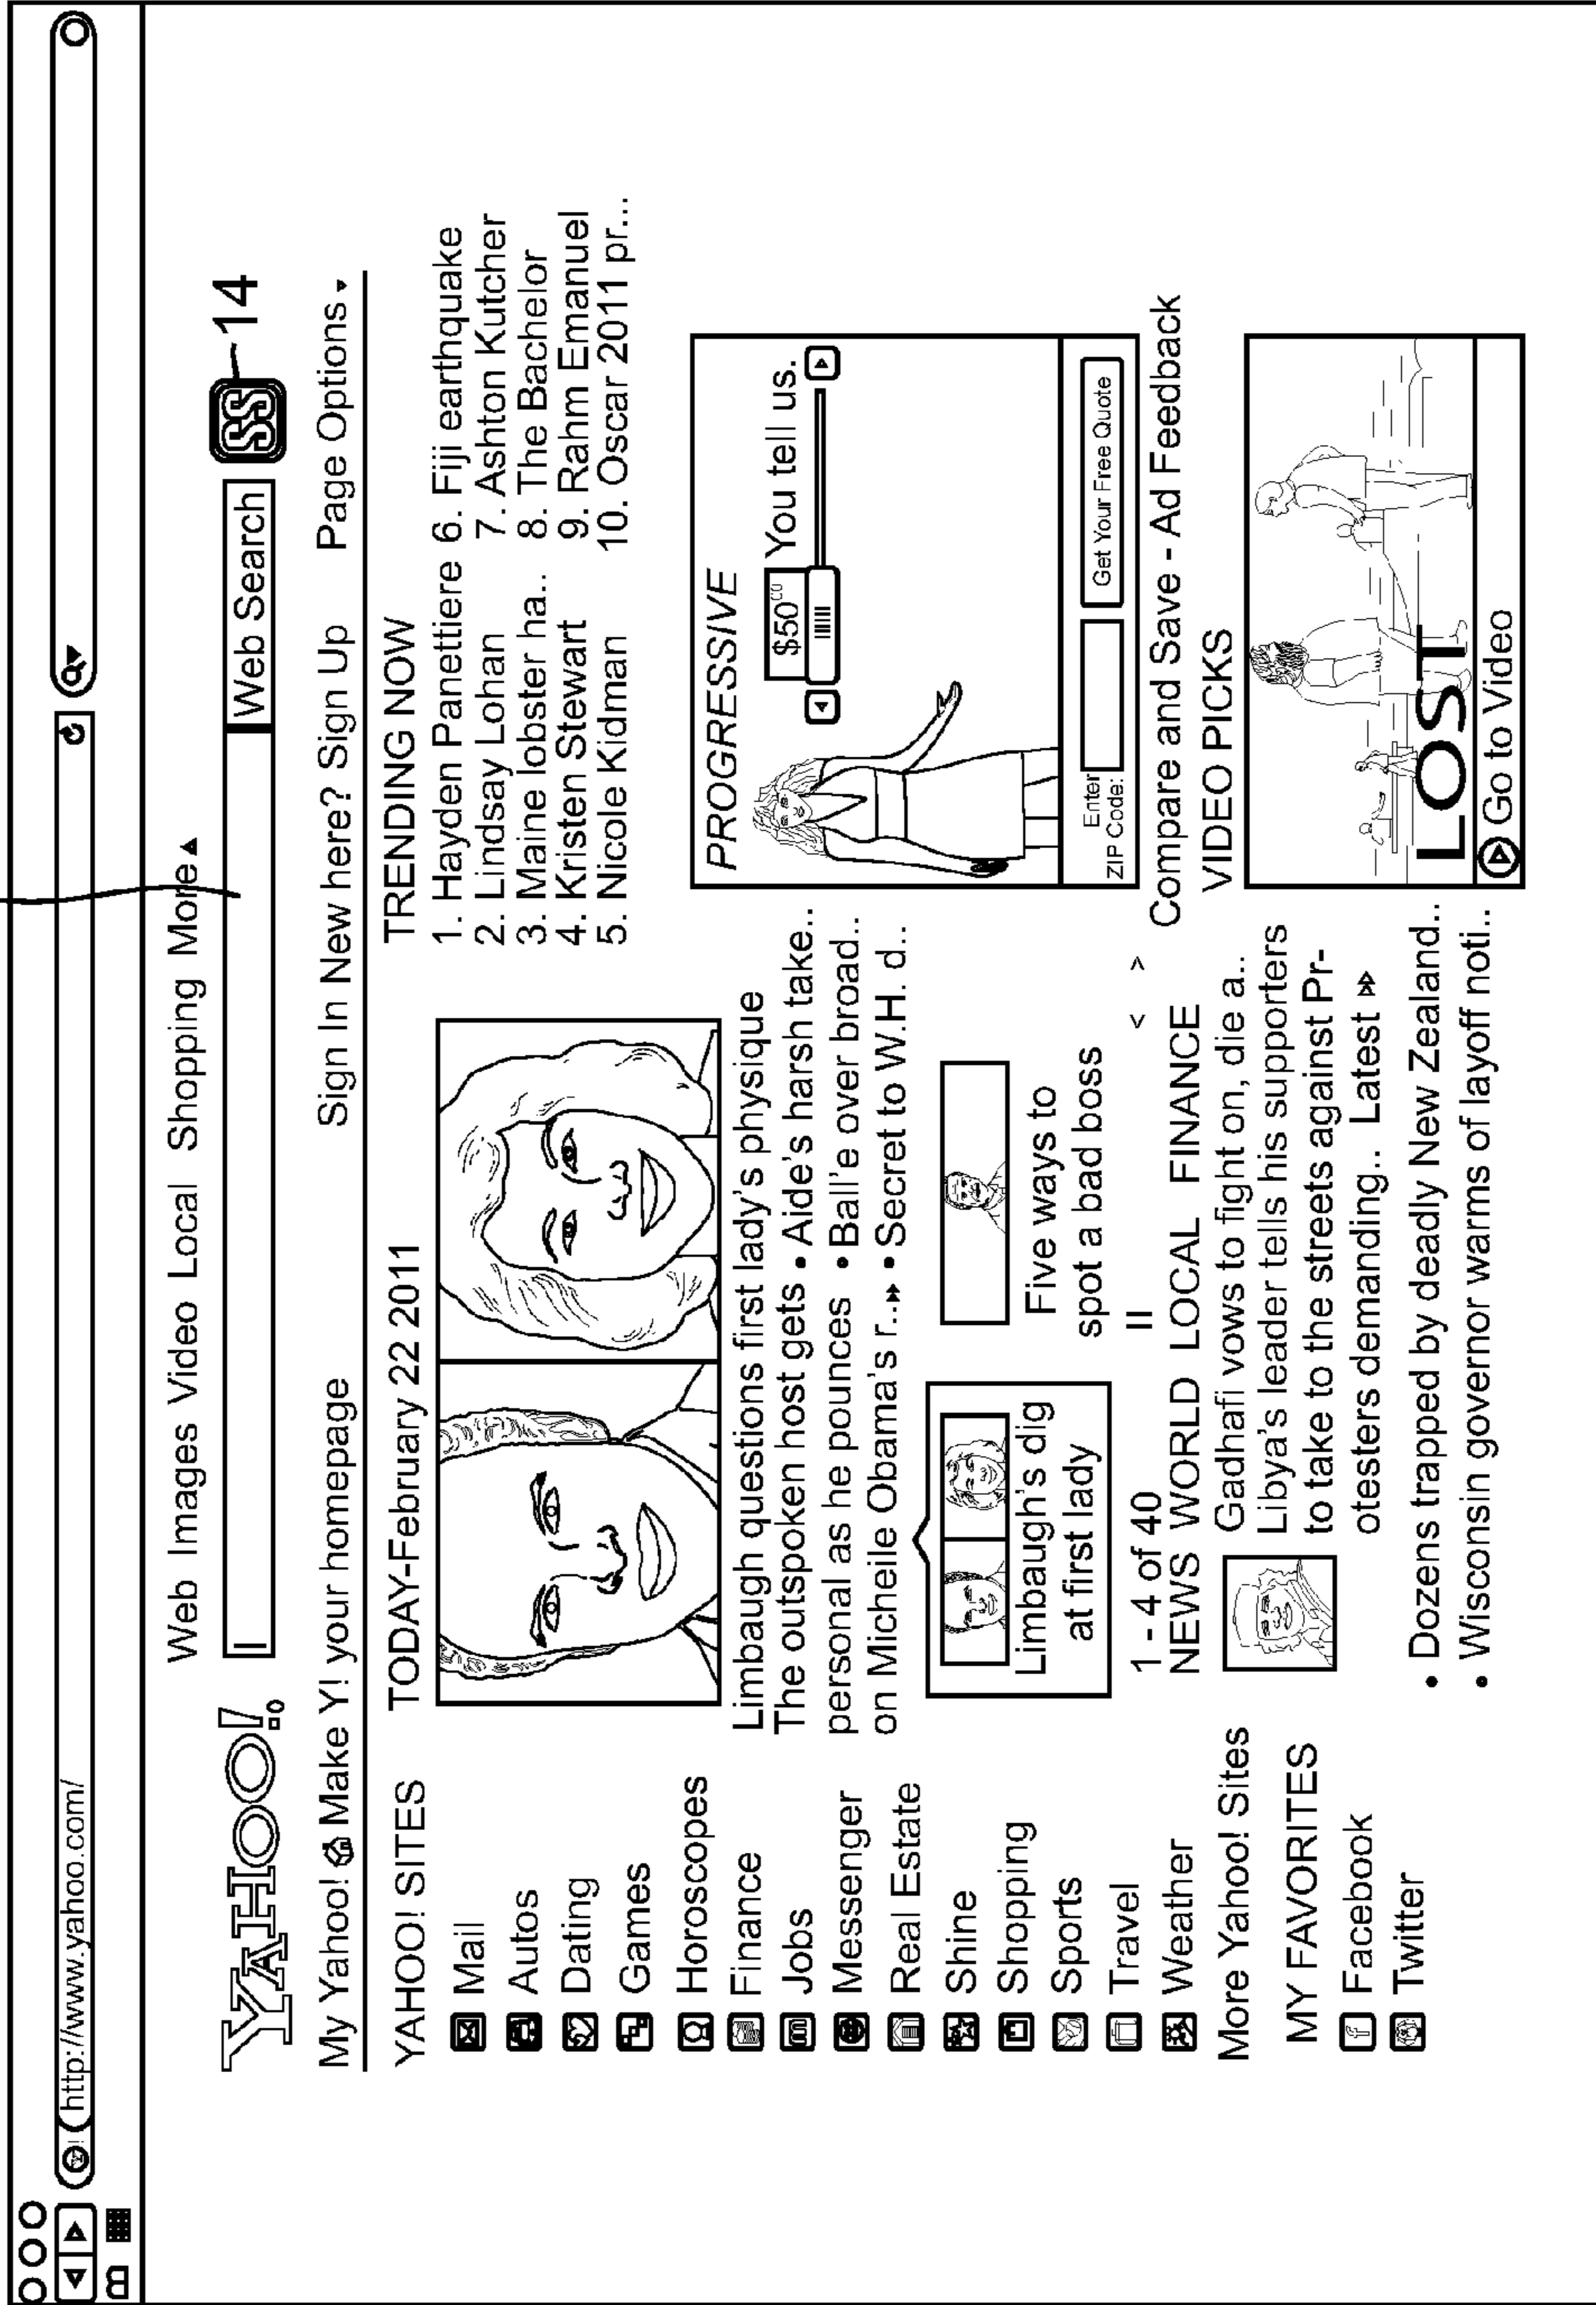 http://www.yahoo.com/
Web Images Video Local Shopping More
YAHOO!
Web Search
SS
14
My Yahoo! Make Y! your homepage
Sign In New here? Sign Up Page Options
YAHOO! SITES
Mail
Autos
Dating
Games
Horoscopes
Finance
Jobs
Messenger
Real Estate
Shine
Shopping
Sports
Travel
Weather
More Yahoo! Sites
MY FAVORITES
Facebook
Twitter
TODAY-February 22 2011
Limbaugh questions first lady's physique
The outspoken host gets • Aide's harsh take..
personal as he pounces • Ball'e over broad..
on Micheile Obama's r.. • Secret to W.H. d..
Limbaugh's dig
at first lady
Five ways to
spot a bad boss
1 - 4 of 40 II < >
NEWS WORLD LOCAL FINANCE
Gadhafi vows to fight on, die a..
Libya's leader tells his supporters
to take to the streets against Pr-
otesters demanding.. Latest
• Dozens trapped by deadly New Zealand..
• Wisconsin governor warms of layoff noti..
TRENDING NOW
1. Hayden Panettiere 6. Fiji earthquake
2. Lindsay Lohan 7. Ashton Kutcher
3. Maine lobster ha.. 8. The Bachelor
4. Kristen Stewart 9. Rahm Emanuel
5. Nicole Kidman 10. Oscar 2011 pr...
PROGRESSIVE
$50 You tell us.
Enter
ZIP Code:
Get Your Free Quote
Compare and Save - Ad Feedback
VIDEO PICKS
LOST
Go to Video